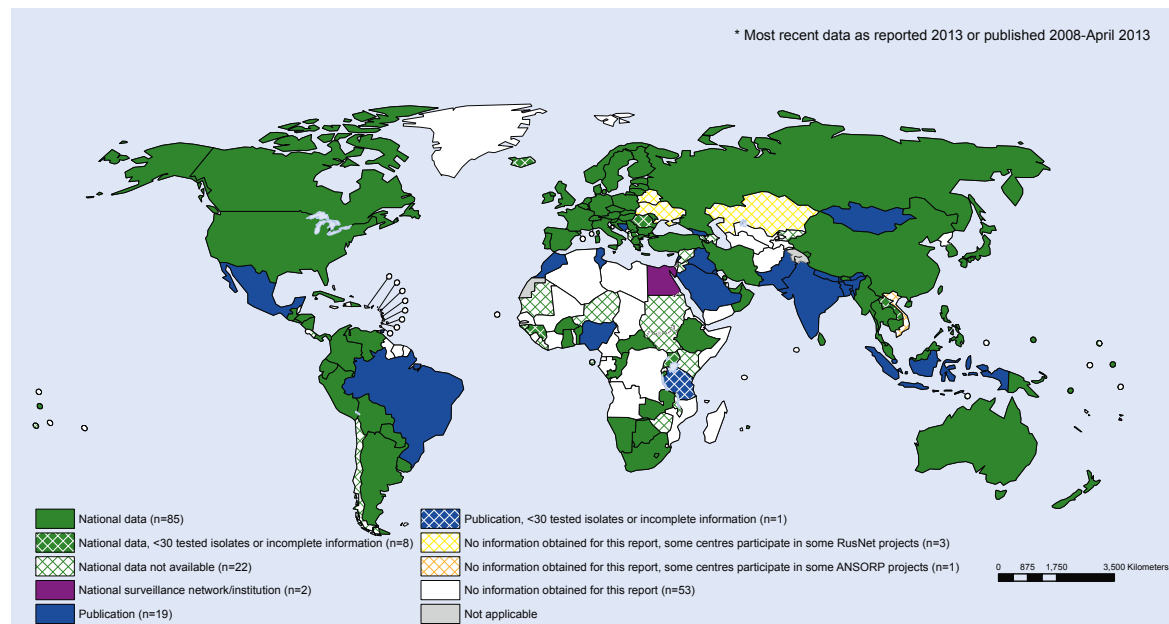 * Most recent data as reported 2013 or published 2008-April 2013
National data (n=85)
National data, <30 tested isolates or incomplete information (n=8)
National data not available (n=22)
National surveillance network/institution (n=2)
Publication (n=19)
Publication, <30 tested isolates or incomplete information (n=1)
No information obtained for this report, some centres participate in some RusNet projects (n=3)
No information obtained for this report, some centres participate in some ANSORP projects (n=1)
No information obtained for this report (n=53)
Not applicable
0 875 1,750 3,500 Kilometers